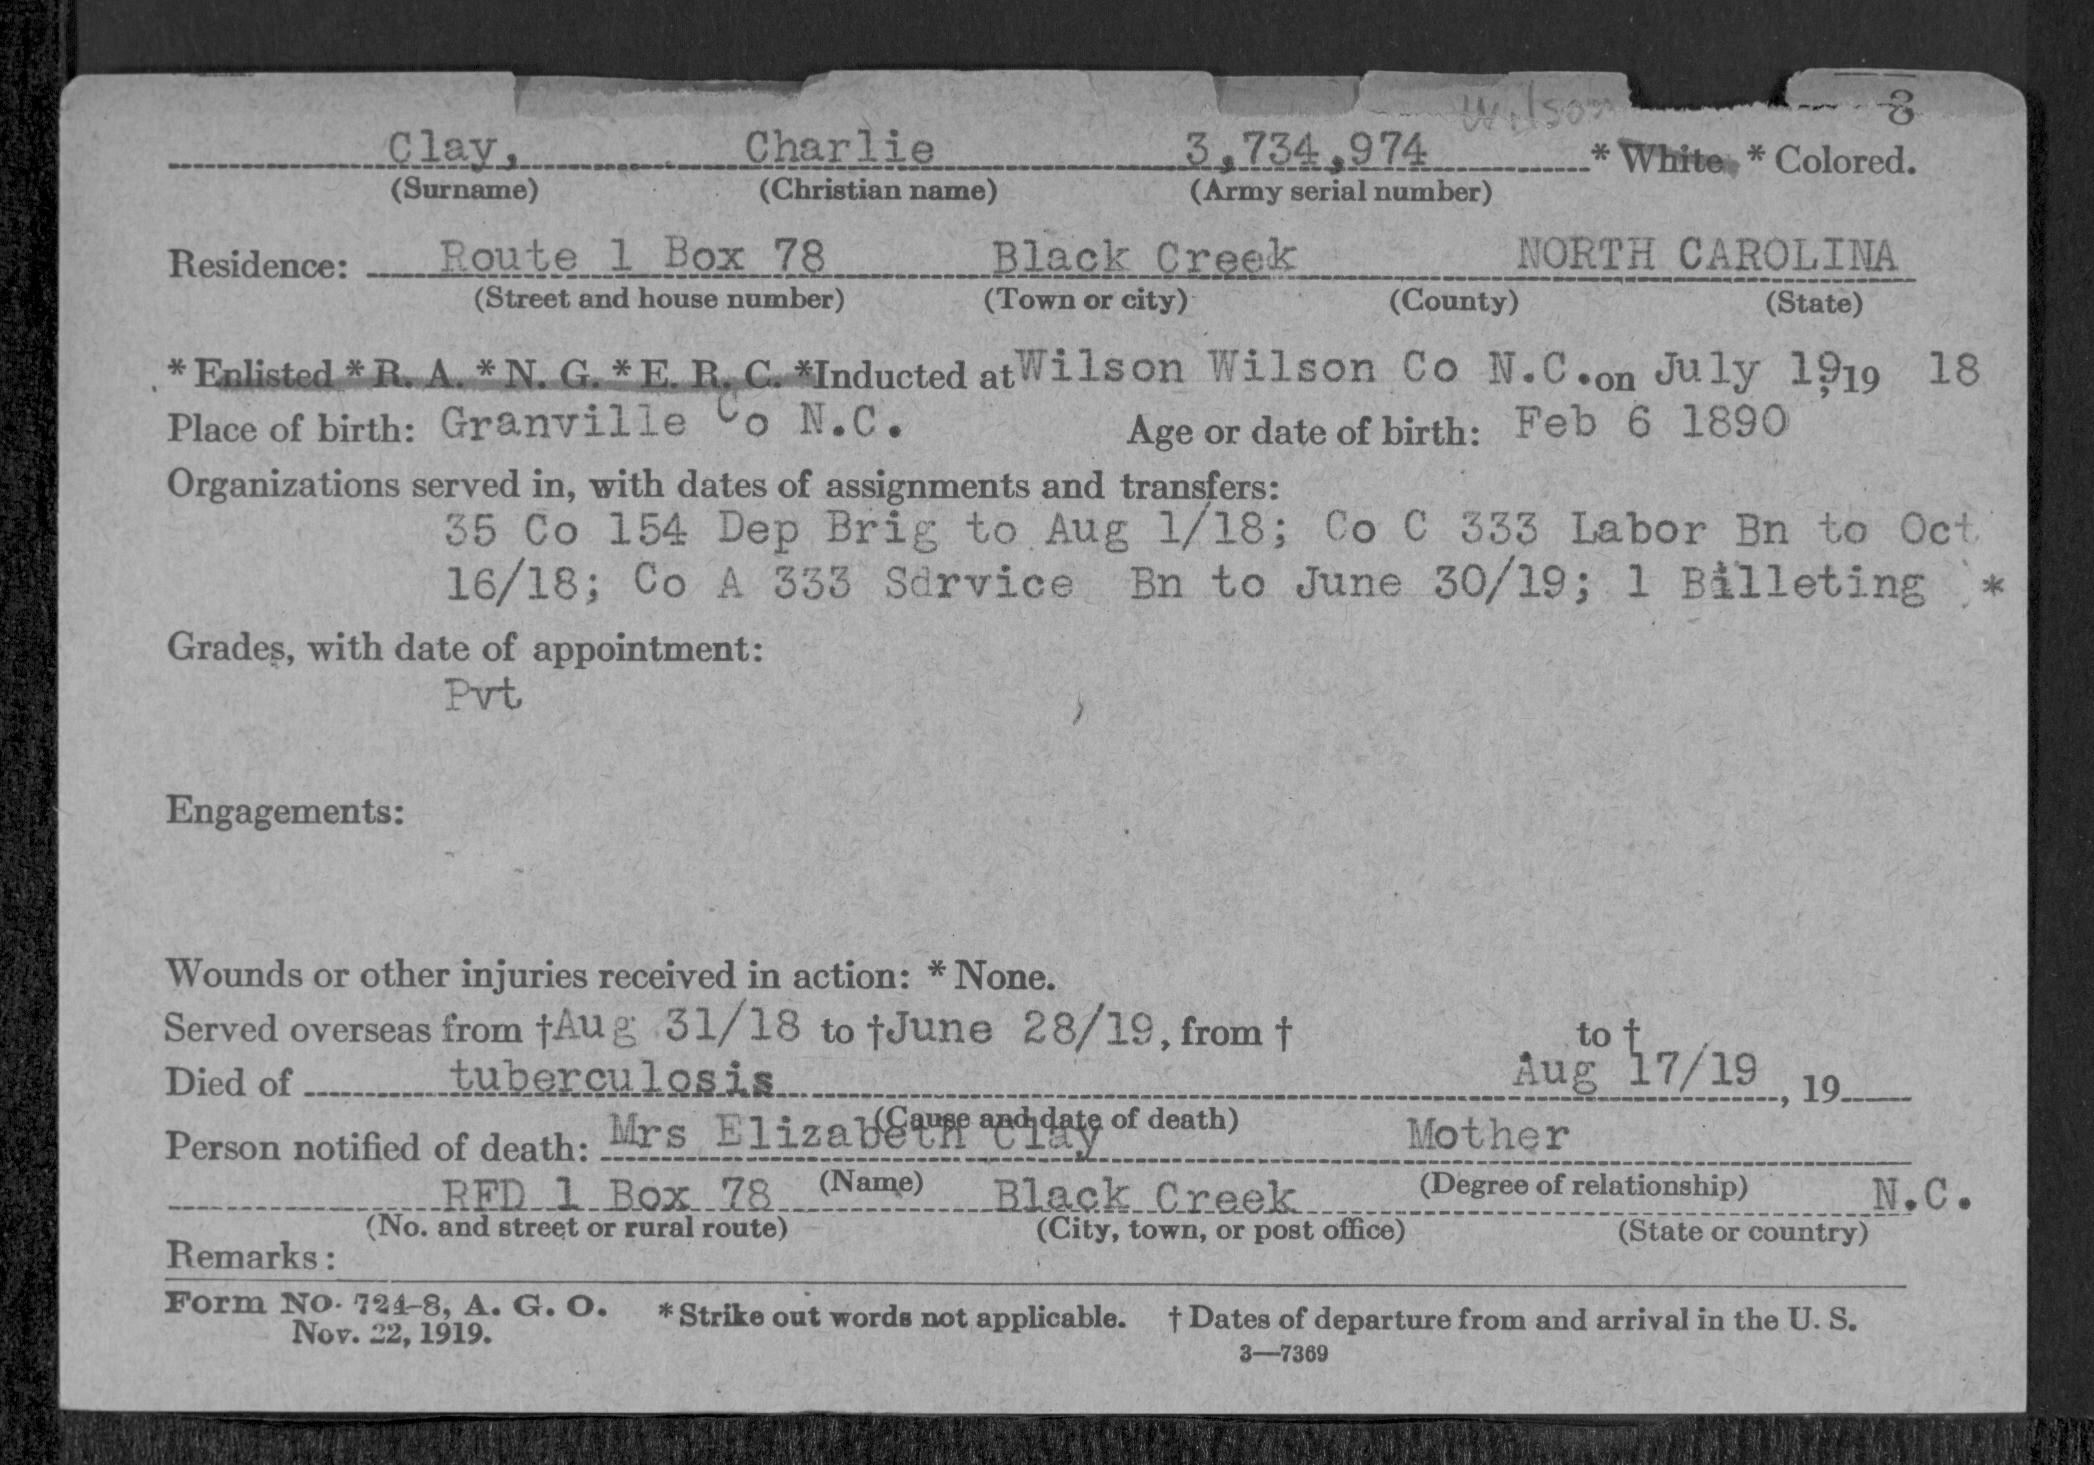 Wilson 8
Clay, Charlie 3,734,974 * White * Colored.
(Surname) (Christian name) (Army serial number)
Residence: Route 1 Box 78 Black Creek NORTH CAROLINA
(Street and house number) (Town or city) (County) (State)
* Enlisted * R. A. * N. G. * E. R. C. *Inducted at Wilson Wilson Co N.C. on July 19, 19 18
Place of birth: Granville Co N.C. Age or date of birth: Feb 6 1890
Organizations served in, with dates of assignments and transfers:
35 Co 154 Dep Brig to Aug 1/18; Co C 333 Labor Bn to Oct
16/18; Co A 333 Sdrvice Bn to June 30/19; 1 Billeting *
Grades, with date of appointment:
Pvt
Engagements:
Wounds or other injuries received in action: * None.
Served overseas from †Aug 31/18 to †June 28/19, from † to †
Died of tuberculosis Aug 17/19, 19
(Cause and date of death)
Person notified of death: Mrs Elizabeth Clay Mother
(Name) (Degree of relationship)
RFD 1 Box 78 Black Creek N.C.
(No. and street or rural route) (City, town, or post office) (State or country)
Remarks:
Form No. 724-8, A. G. O. * Strike out words not applicable. † Dates of departure from and arrival in the U. S.
Nov. 22, 1919.
3—7369